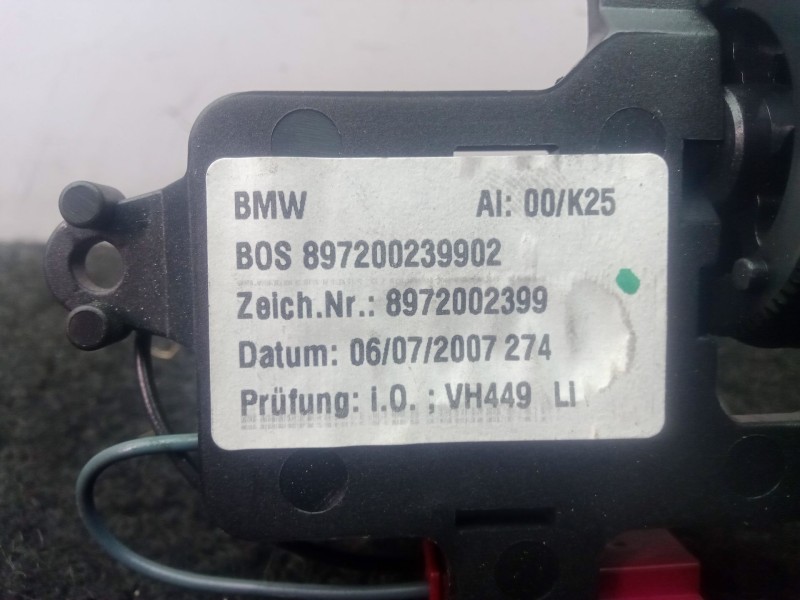 BMW AI: 00/K25
BOS 897200239902
Zeich.Nr.: 8972002399
Datum: 06/07/2007 274
Prüfung: i.O. ; VH449 LI